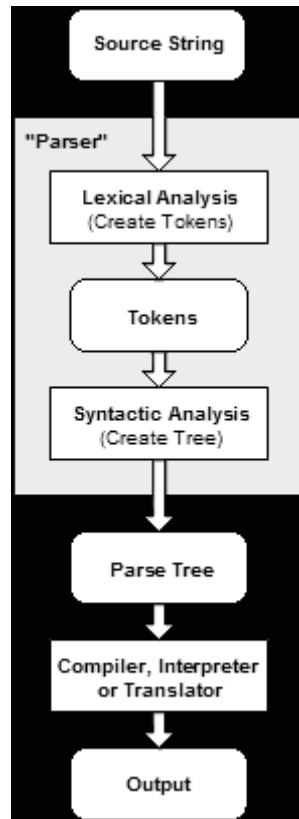 Source String
"Parser"
Lexical Analysis
(Create Tokens)
Tokens
Syntactic Analysis
(Create Tree)
Parse Tree
Compiler, Interpreter
or Translator
Output